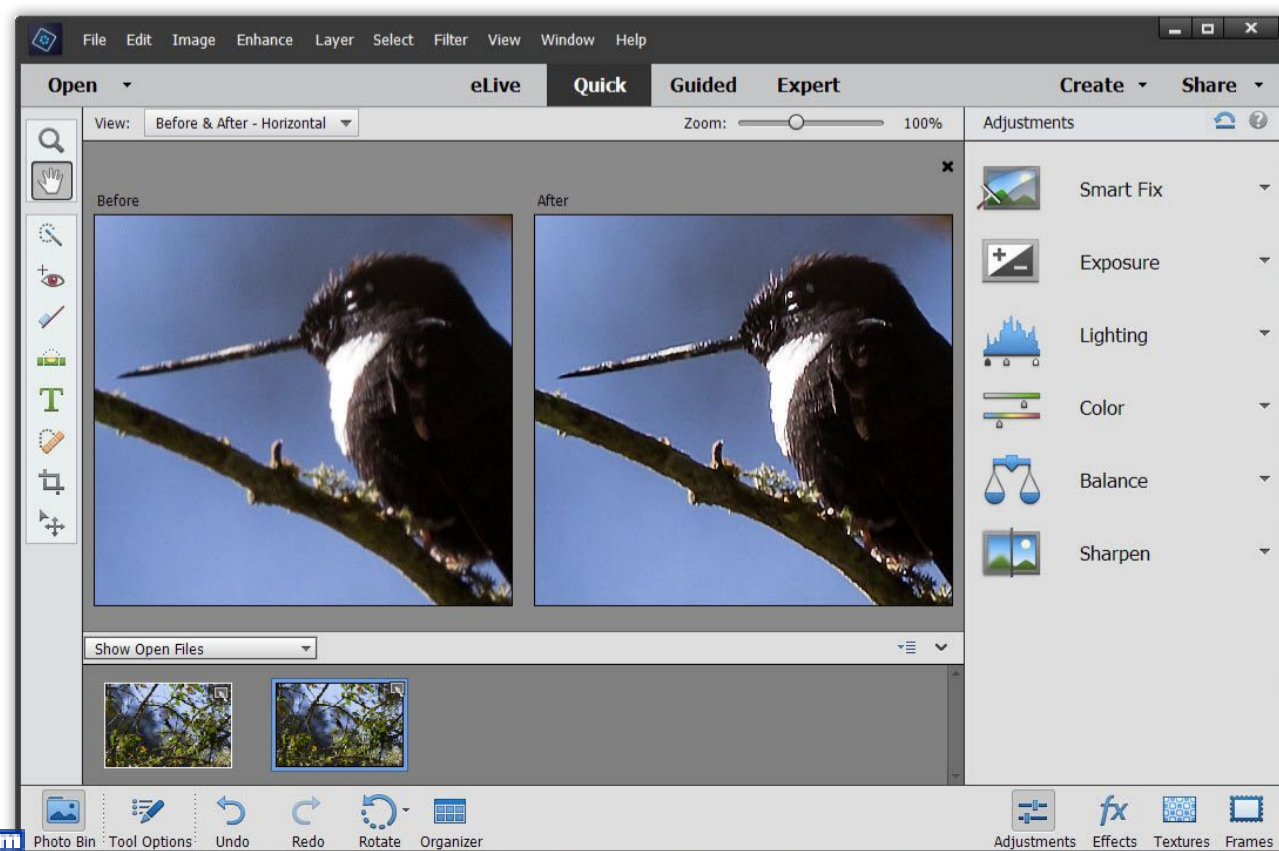 File Edit Image Enhance Layer Select Filter View Window Help
Open eLive Quick Guided Expert Create Share
View: Before & After - Horizontal Zoom: 100% Adjustments
Before After
Smart Fix
Exposure
Lighting
Color
Balance
Sharpen
Show Open Files
Photo Bin Tool Options Undo Redo Rotate Organizer Adjustments Effects Textures Frames